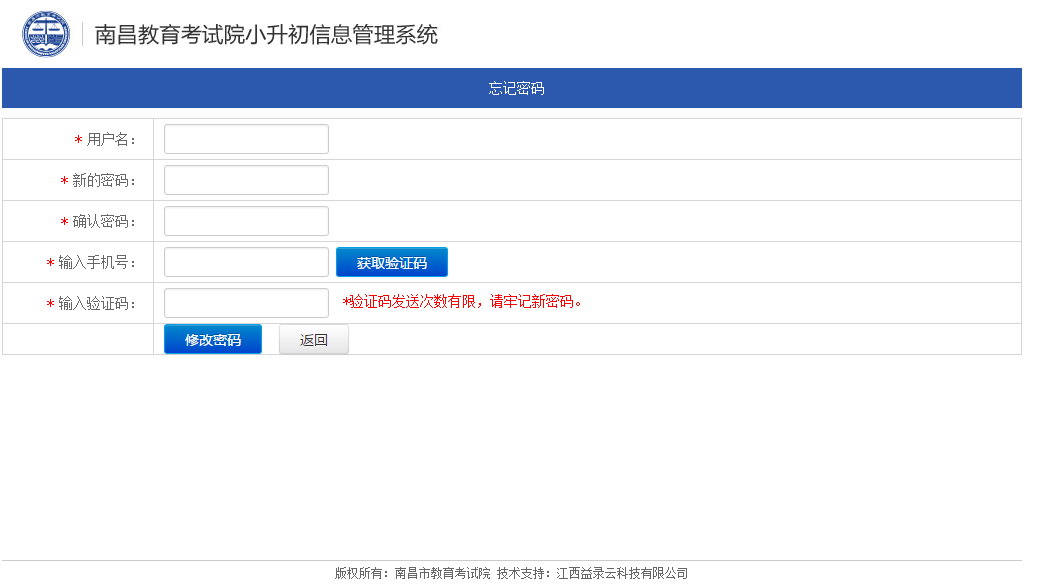 南昌教育考试院小升初信息管理系统
忘记密码
* 用户名：
* 新的密码：
* 确认密码：
* 输入手机号： 获取验证码
* 输入验证码： *验证码发送次数有限，请牢记新密码。
修改密码 返回
版权所有：南昌市教育考试院 技术支持：江西益录云科技有限公司